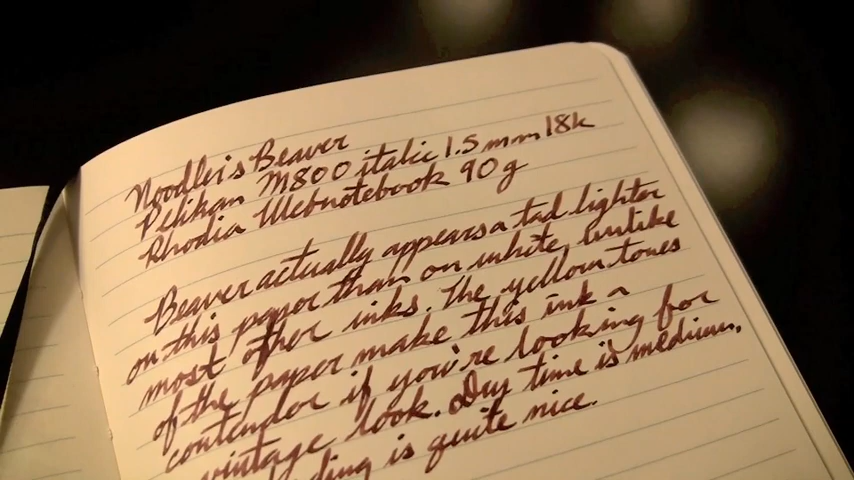 Noodler's Beaver
Pelikan M800 italic 1.5mm 18k
Rhodia Webnotebook 90g
Beaver actually appears a tad lighter
on this paper than on white, unlike
most other inks. The yellow tones
of the paper make this ink a
contender if you're looking for
vintage look. Dry time is medium,
is quite nice.